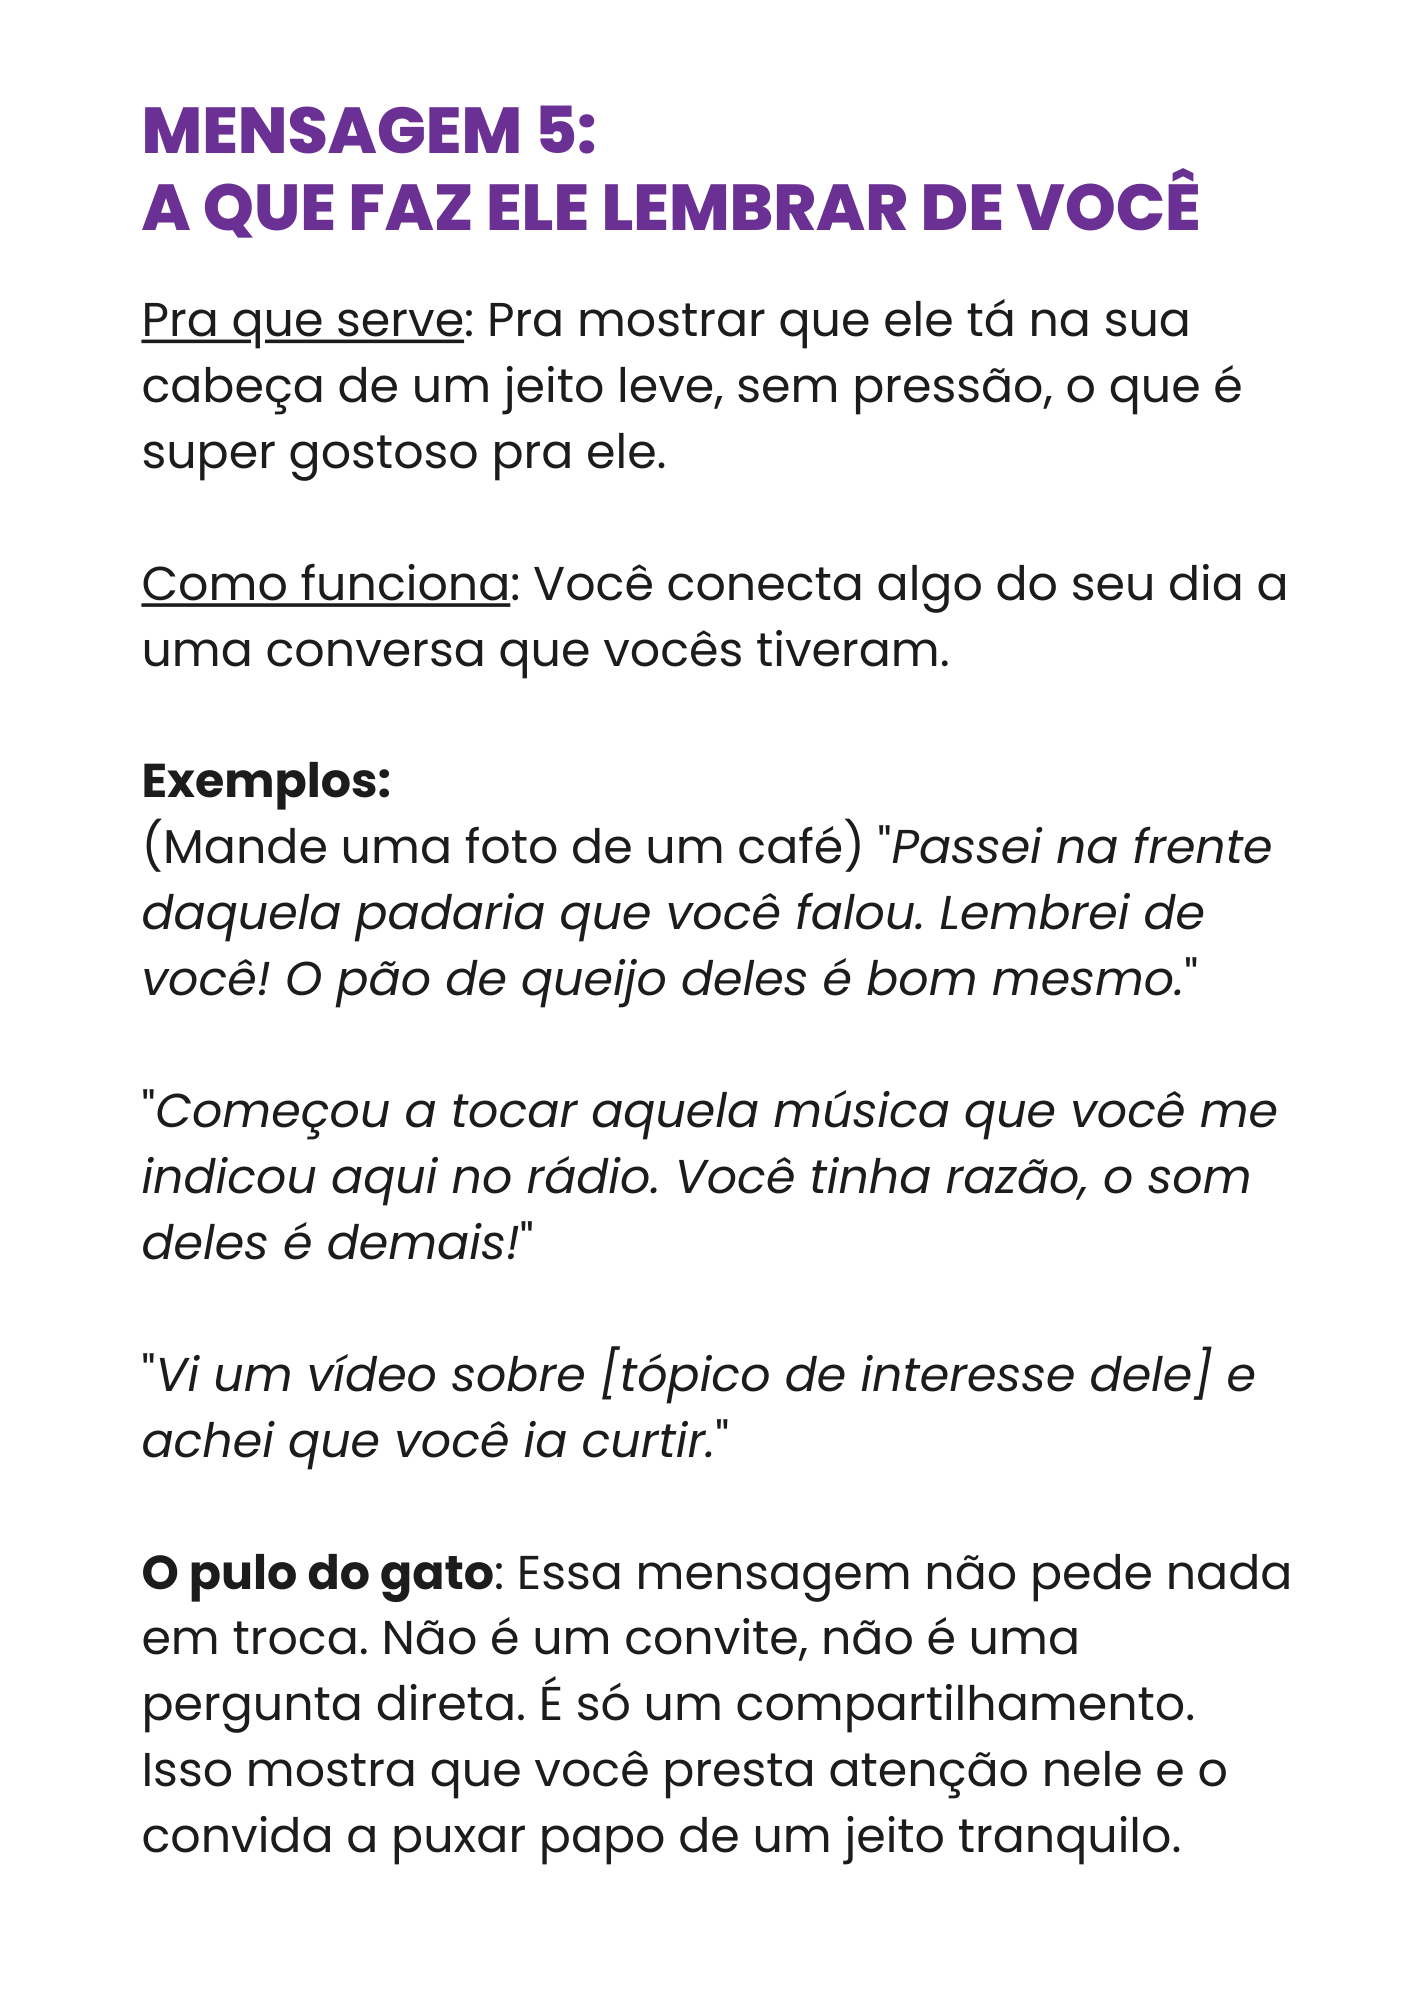 MENSAGEM 5:
A QUE FAZ ELE LEMBRAR DE VOCÊ
Pra que serve: Pra mostrar que ele tá na sua
cabeça de um jeito leve, sem pressão, o que é
super gostoso pra ele.
Como funciona: Você conecta algo do seu dia a
uma conversa que vocês tiveram.
Exemplos:
(Mande uma foto de um café) "Passei na frente
daquela padaria que você falou. Lembrei de
você! O pão de queijo deles é bom mesmo."
"Começou a tocar aquela música que você me
indicou aqui no rádio. Você tinha razão, o som
deles é demais!"
"Vi um vídeo sobre [tópico de interesse dele] e
achei que você ia curtir."
O pulo do gato: Essa mensagem não pede nada
em troca. Não é um convite, não é uma
pergunta direta. É só um compartilhamento.
Isso mostra que você presta atenção nele e o
convida a puxar papo de um jeito tranquilo.